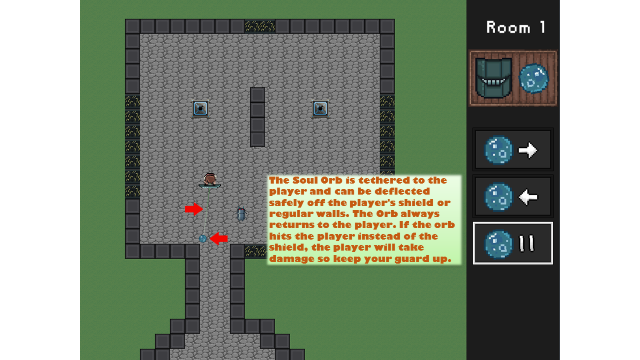 Room 1
The Soul Orb is tethered to the
player and can be deflected
safely off the player's shield or
regular walls. The Orb always
returns to the player. If the orb
hits the player instead of the
shield, the player will take
damage so keep your guard up.